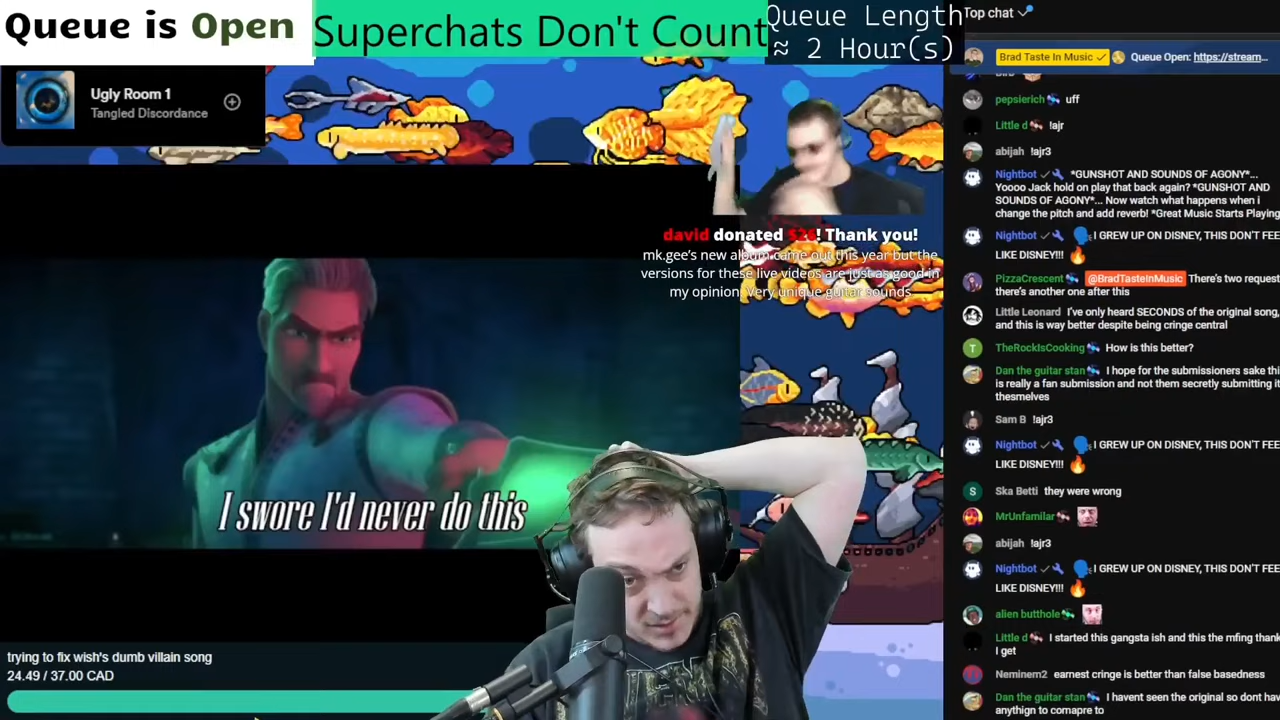 Queue is Open
Superchats Don't Count
Queue Length
≈ 2 Hour(s)
Ugly Room 1
Tangled Discordance
david donated $26! Thank you!
mk.gee's new album came out this year but the
versions for these live videos are just as good in
my opinion. Very unique guitar sounds
I swore I'd never do this
trying to fix wish's dumb villain song
24.49 / 37.00 CAD
Top chat
Brad Taste In Music Queue Open: https://stream...
pepsierich uff
Little d !ajr
abijah !ajr3
Nightbot *GUNSHOT AND SOUNDS OF AGONY*...
Yoooo Jack hold on play that back again? *GUNSHOT AND
SOUNDS OF AGONY*... Now watch what happens when i
change the pitch and add reverb! *Great Music Starts Playing
Nightbot I GREW UP ON DISNEY, THIS DON'T FEE
LIKE DISNEY!!!
PizzaCrescent @BradTasteInMusic There's two request
there's another one after this
Little Leonard I've only heard SECONDS of the original song,
and this is way better despite being cringe central
TheRockIsCooking How is this better?
Dan the guitar stan I hope for the submissioners sake thi
is really a fan submission and not them secretly submitting it
thesmelves
Sam B !ajr3
Nightbot I GREW UP ON DISNEY, THIS DON'T FEE
LIKE DISNEY!!!
Ska Betti they were wrong
MrUnfamilar
abijah !ajr3
Nightbot I GREW UP ON DISNEY, THIS DON'T FEE
LIKE DISNEY!!!
alien butthole
Little d I started this gangsta ish and this the mfing thank
I get
Neminem2 earnest cringe is better than false basedness
Dan the guitar stan I havent seen the original so dont hav
anythign to comapre to